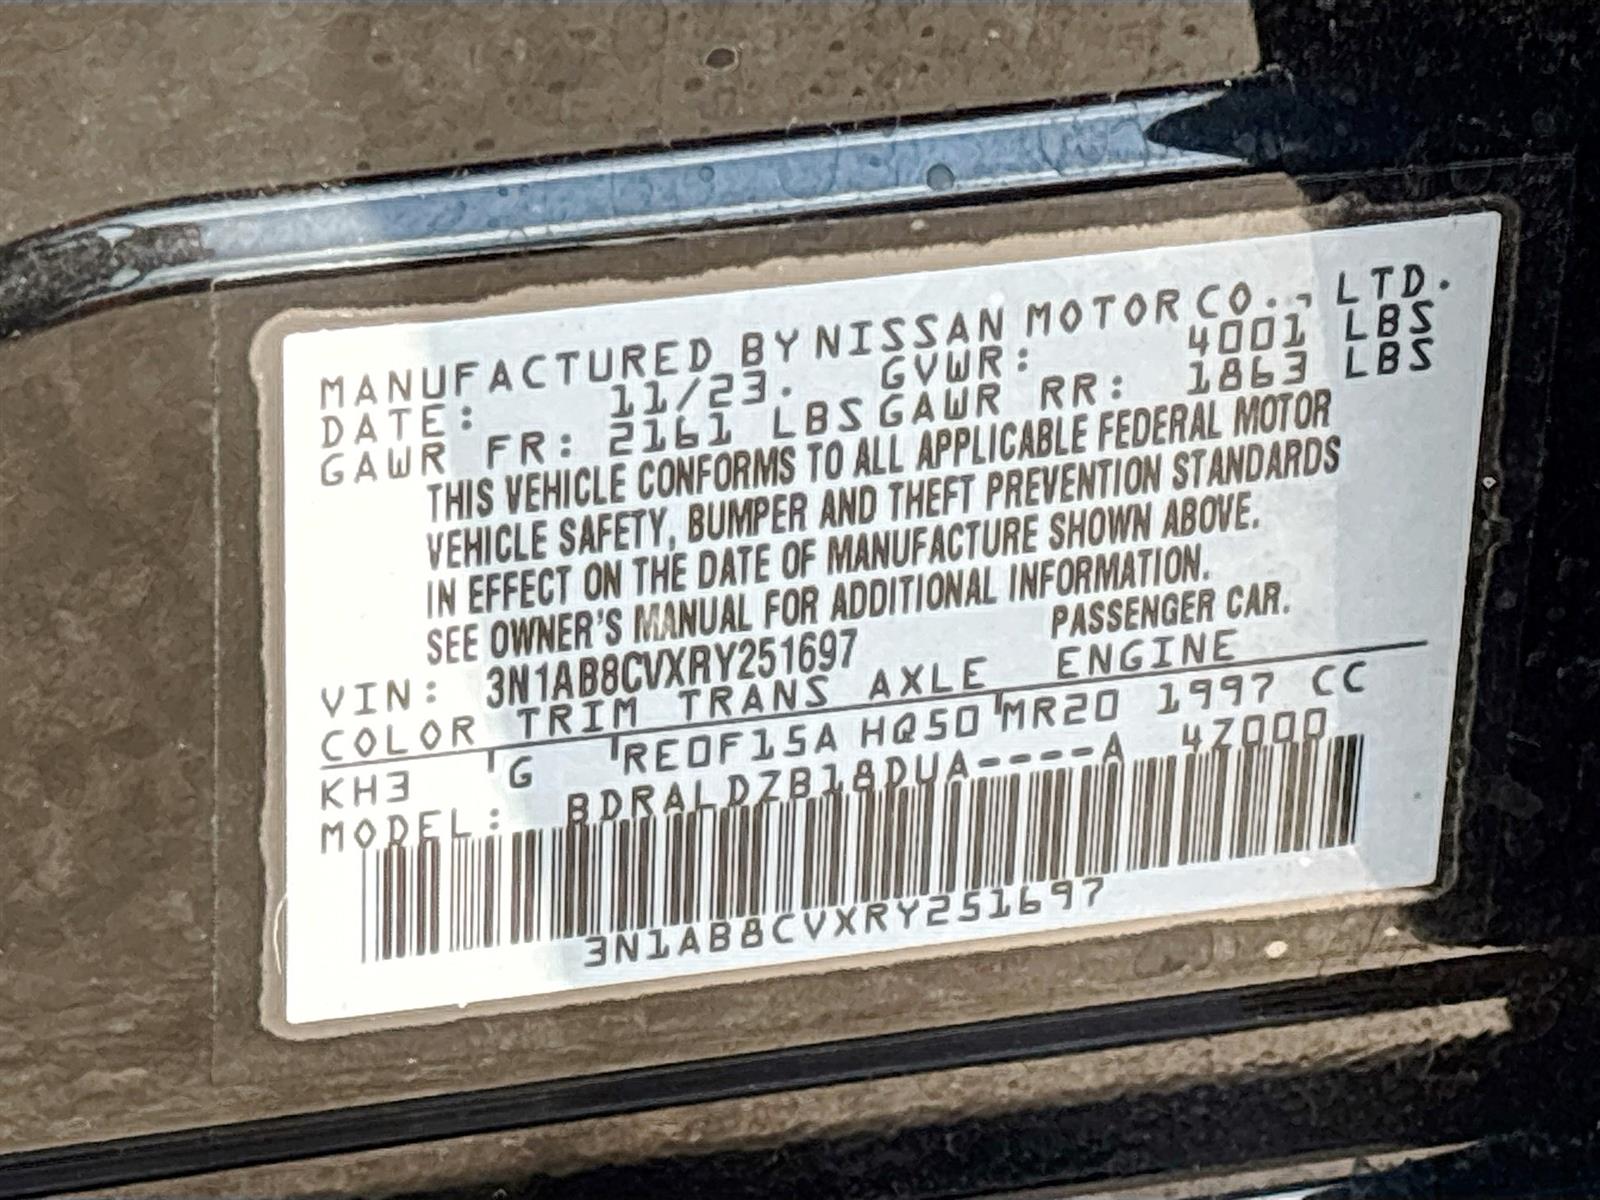 MANUFACTURED BY NISSAN MOTOR CO., LTD.
DATE: 11/23. GVWR: 4001 LBS
GAWR FR: 2161 LBS GAWR RR: 1863 LBS
THIS VEHICLE CONFORMS TO ALL APPLICABLE FEDERAL MOTOR
VEHICLE SAFETY, BUMPER AND THEFT PREVENTION STANDARDS
IN EFFECT ON THE DATE OF MANUFACTURE SHOWN ABOVE.
SEE OWNER'S MANUAL FOR ADDITIONAL INFORMATION.
VIN: 3N1AB8CVXRY251697 PASSENGER CAR.
COLOR TRIM TRANS AXLE ENGINE
KH3 G RE0F15A HQ50 MR20 1997 CC
MODEL: BDRALDZB18DUA----A 4Z000
3N1AB8CVXRY251697